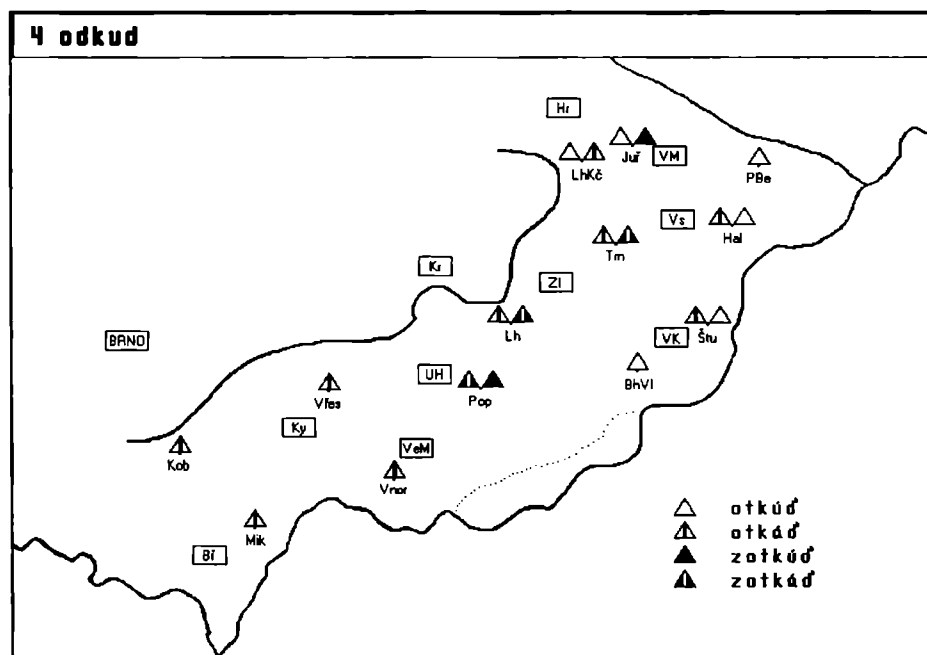 4 odkud
Hr
LhKč
Juř
VM
PBe
Trn
Vs
Hal
Kr
Zl
BRNO
Lh
VK
Štu
UH
BhVl
Vřes
Pop
Ky
Kob
VeM
Vnor
Mik
Bř
otkúď
otkáď
zotkúď
zotkáď